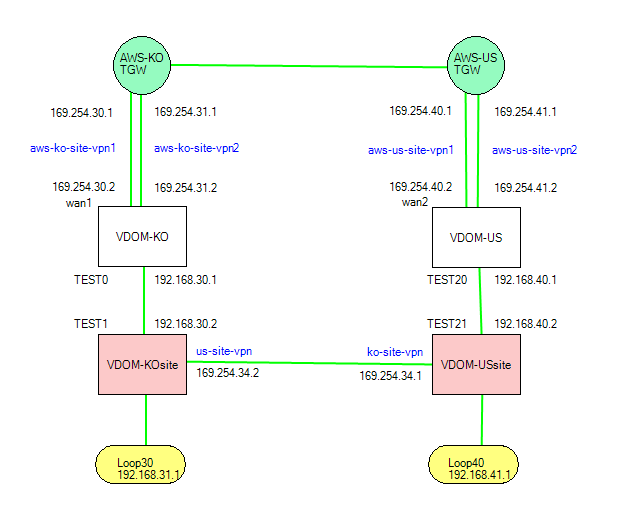 AWS-KO
TGW
AWS-US
TGW
169.254.30.1
169.254.31.1
169.254.40.1
169.254.41.1
aws-ko-site-vpn1
aws-ko-site-vpn2
aws-us-site-vpn1
aws-us-site-vpn2
169.254.30.2
169.254.31.2
169.254.40.2
169.254.41.2
wan1
wan2
VDOM-KO
VDOM-US
TEST0
192.168.30.1
TEST20
192.168.40.1
TEST1
192.168.30.2
TEST21
192.168.40.2
us-site-vpn
ko-site-vpn
VDOM-KOsite
169.254.34.2
169.254.34.1
VDOM-USsite
Loop30
192.168.31.1
Loop40
192.168.41.1